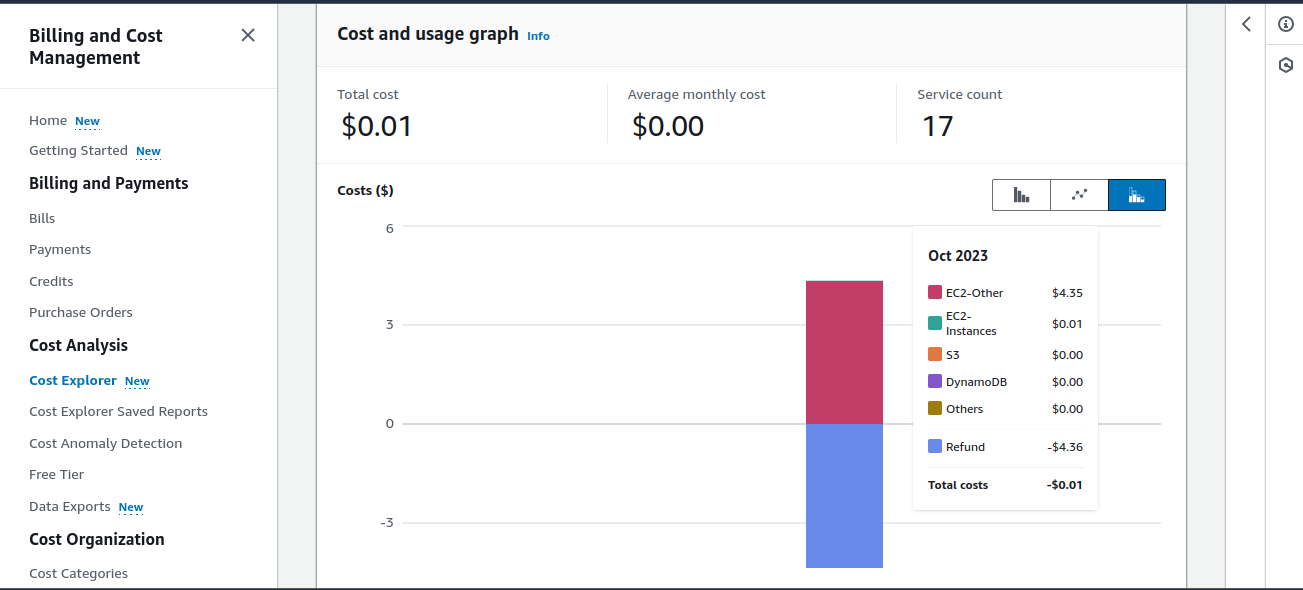 Billing and Cost
Management
Home New
Getting Started New
Billing and Payments
Bills
Payments
Credits
Purchase Orders
Cost Analysis
Cost Explorer New
Cost Explorer Saved Reports
Cost Anomaly Detection
Free Tier
Data Exports New
Cost Organization
Cost Categories
Cost and usage graph Info
Total cost
$0.01
Average monthly cost
$0.00
Service count
17
Costs ($)
6
3
0
-3
Oct 2023
EC2-Other $4.35
EC2-
Instances $0.01
S3 $0.00
DynamoDB $0.00
Others $0.00
Refund -$4.36
Total costs -$0.01